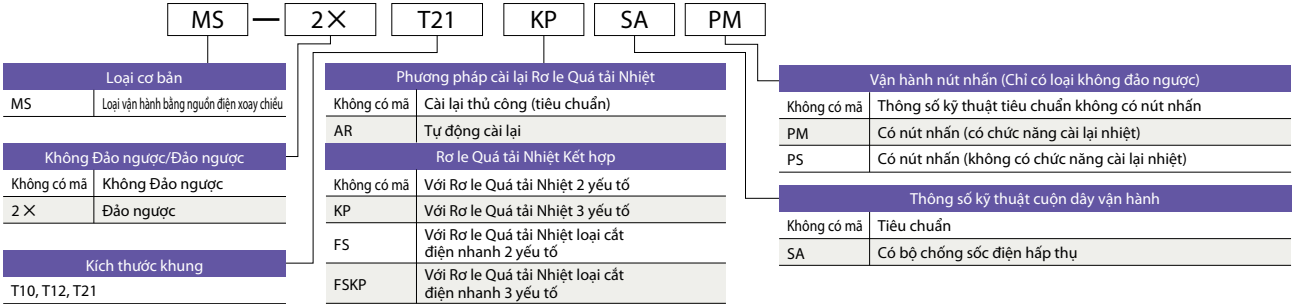 MS — 2× T21 KP SA PM
Loại cơ bản
MS Loại vận hành bằng nguồn điện xoay chiều
Không Đảo ngược/Đảo ngược
Không có mã Không Đảo ngược
2 × Đảo ngược
Kích thước khung
T10, T12, T21
Phương pháp cài lại Rơ le Quá tải Nhiệt
Không có mã Cài lại thủ công (tiêu chuẩn)
AR Tự động cài lại
Rơ le Quá tải Nhiệt Kết hợp
Không có mã Với Rơ le Quá tải Nhiệt 2 yếu tố
KP Với Rơ le Quá tải Nhiệt 3 yếu tố
FS Với Rơ le Quá tải Nhiệt loại cắt
điện nhanh 2 yếu tố
FSKP Với Rơ le Quá tải Nhiệt loại cắt
điện nhanh 3 yếu tố
Vận hành nút nhấn (Chỉ có loại không đảo ngược)
Không có mã Thông số kỹ thuật tiêu chuẩn không có nút nhấn
PM Có nút nhấn (có chức năng cài lại nhiệt)
PS Có nút nhấn (không có chức năng cài lại nhiệt)
Thông số kỹ thuật cuộn dây vận hành
Không có mã Tiêu chuẩn
SA Có bộ chống sốc điện hấp thụ